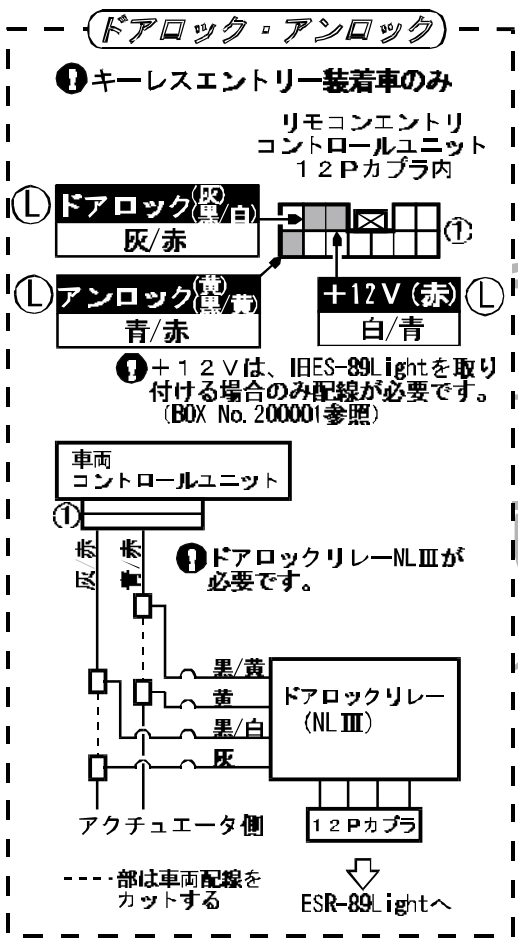 ドアロック・アンロック
キーレスエントリー装着車のみ
リモコンエントリ
コントロールユニット
12Pカプラ内
Ⓛ ドアロック(灰)(黒/白)
灰/赤
①
Ⓛ アンロック(黄)(黒/黄)
青/赤
+12V(赤) Ⓛ
白/青
+12Vは、旧ES-89Lightを取り
付ける場合のみ配線が必要です。
(BOX No.200001参照)
車両
コントロールユニット
①
灰/赤
青/赤
ドアロックリレーNLⅢが
必要です。
黒/黄
黄
黒/白
灰
ドアロックリレー
(NLⅢ)
アクチュエータ側
12Pカプラ
----部は車両配線を
カットする
ESR-89Lightへ